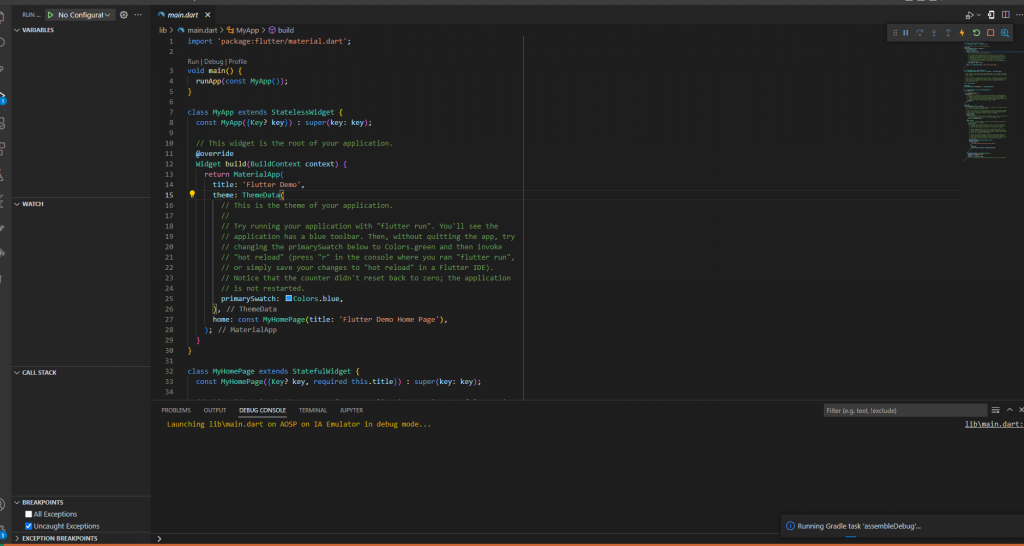 RUN ... No Configurat
VARIABLES
WATCH
CALL STACK
BREAKPOINTS
All Exceptions
Uncaught Exceptions
EXCEPTION BREAKPOINTS
main.dart
lib > main.dart > MyApp > build
1 import 'package:flutter/material.dart';
2
Run | Debug | Profile
3 void main() {
4 runApp(const MyApp());
5 }
6
7 class MyApp extends StatelessWidget {
8 const MyApp({Key? key}) : super(key: key);
9
10 // This widget is the root of your application.
11 @override
12 Widget build(BuildContext context) {
13 return MaterialApp(
14 title: 'Flutter Demo',
15 theme: ThemeData(
16 // This is the theme of your application.
17 //
18 // Try running your application with "flutter run". You'll see the
19 // application has a blue toolbar. Then, without quitting the app, try
20 // changing the primarySwatch below to Colors.green and then invoke
21 // "hot reload" (press "r" in the console where you ran "flutter run",
22 // or simply save your changes to "hot reload" in a Flutter IDE).
23 // Notice that the counter didn't reset back to zero; the application
24 // is not restarted.
25 primarySwatch: Colors.blue,
26 ), // ThemeData
27 home: const MyHomePage(title: 'Flutter Demo Home Page'),
28 ); // MaterialApp
29 }
30 }
31
32 class MyHomePage extends StatefulWidget {
33 const MyHomePage({Key? key, required this.title}) : super(key: key);
34
PROBLEMS OUTPUT DEBUG CONSOLE TERMINAL JUPYTER
Filter (e.g. text, !exclude)
Launching lib\main.dart on AOSP on IA Emulator in debug mode...
lib\main.dart:
Running Gradle task 'assembleDebug'...